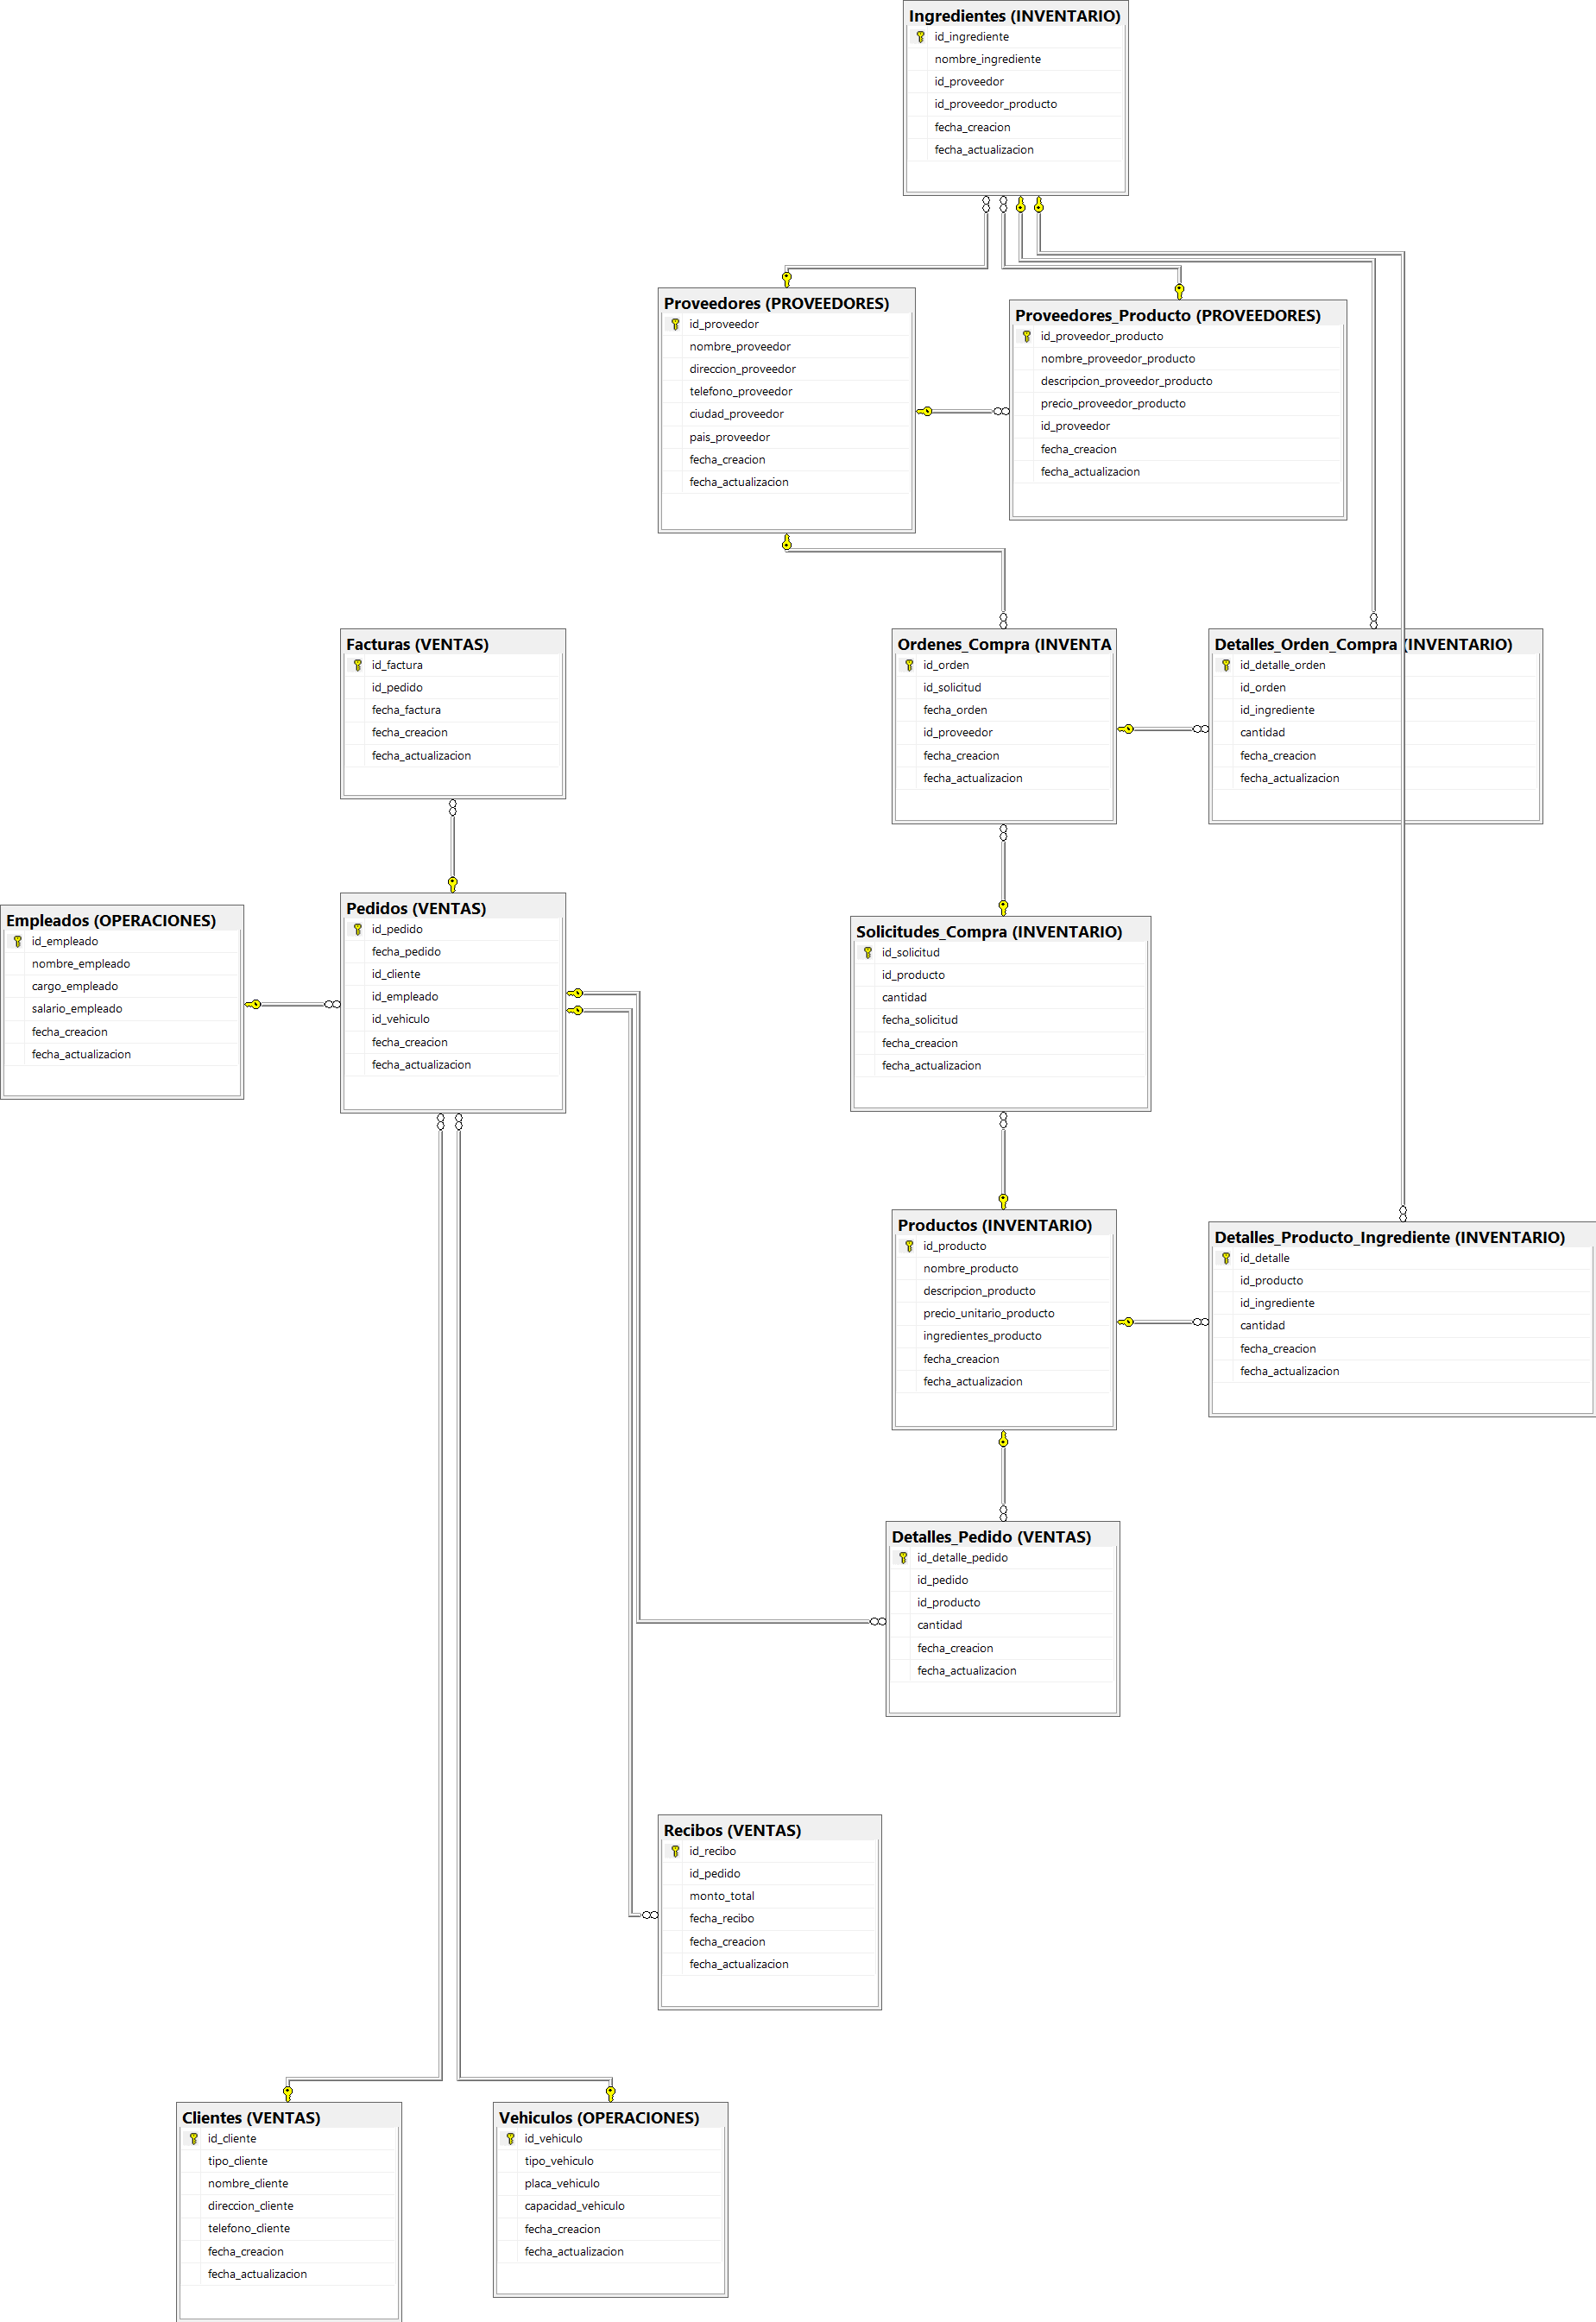 Ingredientes (INVENTARIO)
id_ingrediente
nombre_ingrediente
id_proveedor
id_proveedor_producto
fecha_creacion
fecha_actualizacion
Proveedores (PROVEEDORES)
id_proveedor
nombre_proveedor
direccion_proveedor
telefono_proveedor
ciudad_proveedor
pais_proveedor
fecha_creacion
fecha_actualizacion
Proveedores_Producto (PROVEEDORES)
id_proveedor_producto
nombre_proveedor_producto
descripcion_proveedor_producto
precio_proveedor_producto
id_proveedor
fecha_creacion
fecha_actualizacion
Facturas (VENTAS)
id_factura
id_pedido
fecha_factura
fecha_creacion
fecha_actualizacion
Ordenes_Compra (INVENTA
id_orden
id_solicitud
fecha_orden
id_proveedor
fecha_creacion
fecha_actualizacion
Detalles_Orden_Compra (INVENTARIO)
id_detalle_orden
id_orden
id_ingrediente
cantidad
fecha_creacion
fecha_actualizacion
Empleados (OPERACIONES)
id_empleado
nombre_empleado
cargo_empleado
salario_empleado
fecha_creacion
fecha_actualizacion
Pedidos (VENTAS)
id_pedido
fecha_pedido
id_cliente
id_empleado
id_vehiculo
fecha_creacion
fecha_actualizacion
Solicitudes_Compra (INVENTARIO)
id_solicitud
id_producto
cantidad
fecha_solicitud
fecha_creacion
fecha_actualizacion
Productos (INVENTARIO)
id_producto
nombre_producto
descripcion_producto
precio_unitario_producto
ingredientes_producto
fecha_creacion
fecha_actualizacion
Detalles_Producto_Ingrediente (INVENTARIO)
id_detalle
id_producto
id_ingrediente
cantidad
fecha_creacion
fecha_actualizacion
Detalles_Pedido (VENTAS)
id_detalle_pedido
id_pedido
id_producto
cantidad
fecha_creacion
fecha_actualizacion
Recibos (VENTAS)
id_recibo
id_pedido
monto_total
fecha_recibo
fecha_creacion
fecha_actualizacion
Clientes (VENTAS)
id_cliente
tipo_cliente
nombre_cliente
direccion_cliente
telefono_cliente
fecha_creacion
fecha_actualizacion
Vehiculos (OPERACIONES)
id_vehiculo
tipo_vehiculo
placa_vehiculo
capacidad_vehiculo
fecha_creacion
fecha_actualizacion